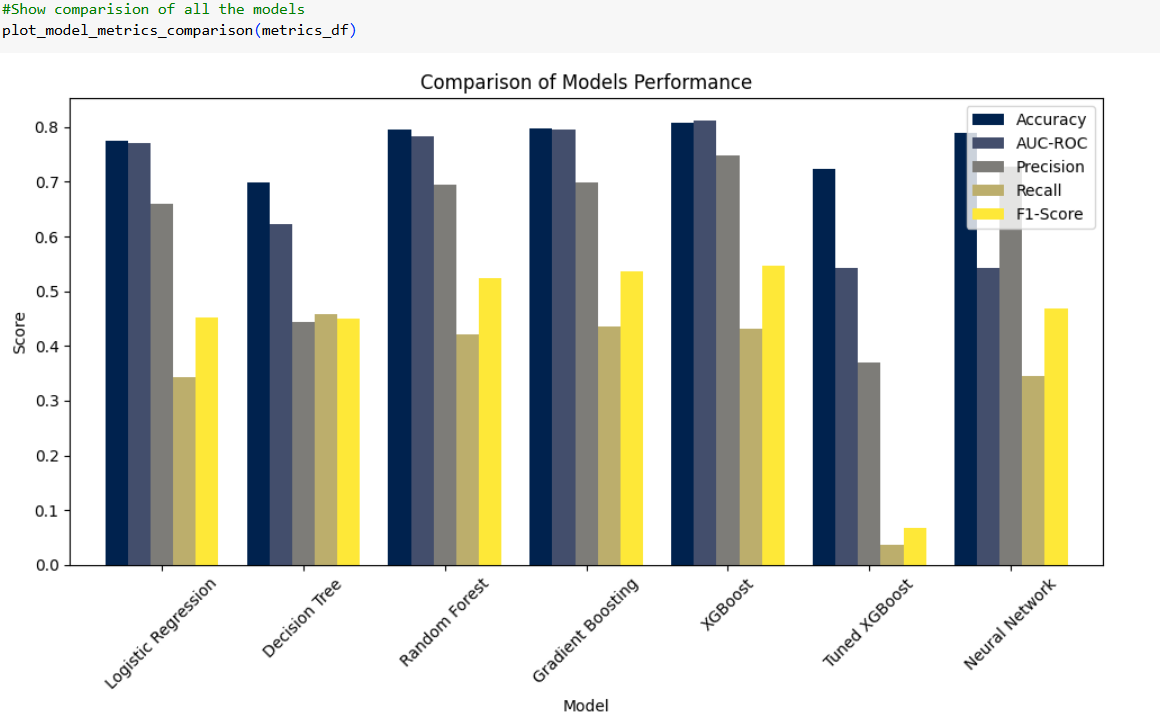 #Show comparision of all the models
plot_model_metrics_comparison(metrics_df)
Comparison of Models Performance
Accuracy
AUC-ROC
Precision
Recall
F1-Score
Score
0.8
0.7
0.6
0.5
0.4
0.3
0.2
0.1
0.0
Logistic Regression
Decision Tree
Random Forest
Gradient Boosting
XGBoost
Tuned XGBoost
Neural Network
Model